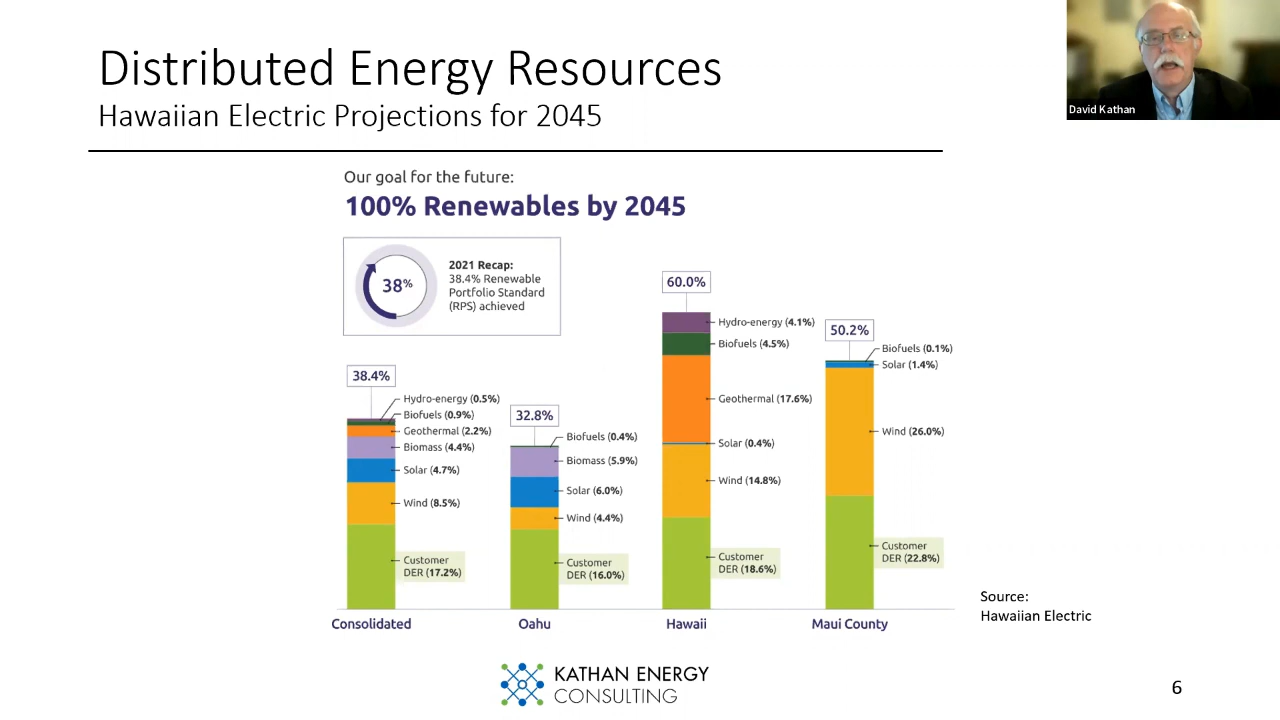 Distributed Energy Resources
Hawaiian Electric Projections for 2045
David Kathan
Our goal for the future:
100% Renewables by 2045
38%
2021 Recap:
38.4% Renewable
Portfolio Standard
(RPS) achieved
38.4%
Hydro-energy (0.5%)
Biofuels (0.9%)
Geothermal (2.2%)
Biomass (4.4%)
Solar (4.7%)
Wind (8.5%)
Customer
DER (17.2%)
Consolidated
32.8%
Biofuels (0.4%)
Biomass (5.9%)
Solar (6.0%)
Wind (4.4%)
Customer
DER (16.0%)
Oahu
60.0%
Hydro-energy (4.1%)
Biofuels (4.5%)
Geothermal (17.6%)
Solar (0.4%)
Wind (14.8%)
Customer
DER (18.6%)
Hawaii
50.2%
Biofuels (0.1%)
Solar (1.4%)
Wind (26.0%)
Customer
DER (22.8%)
Maui County
Source:
Hawaiian Electric
KATHAN ENERGY
CONSULTING
6